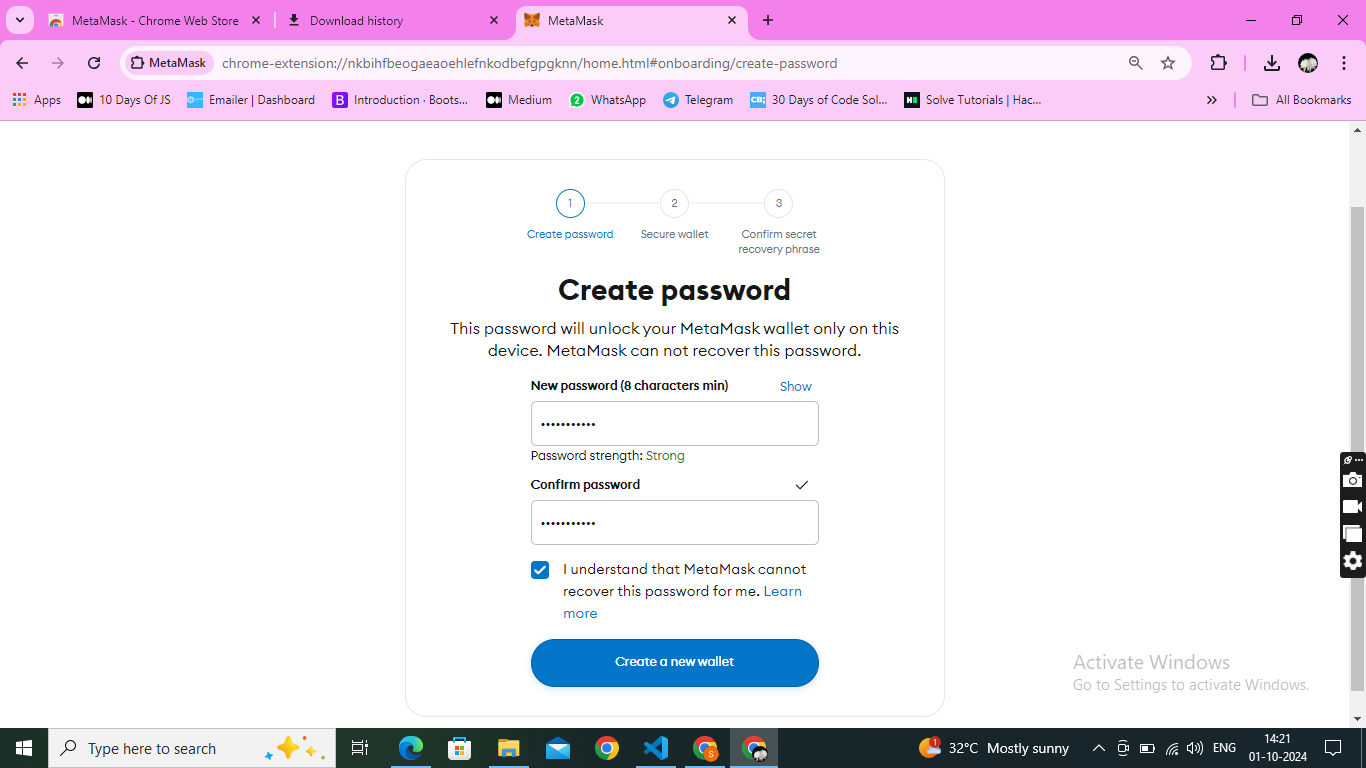 MetaMask - Chrome Web Store
Download history
MetaMask
MetaMask
chrome-extension://nkbihfbeogaeaoehlefnkodbefgpgknn/home.html#onboarding/create-password
Apps
10 Days Of JS
Emailer | Dashboard
Introduction · Boots...
Medium
WhatsApp
Telegram
30 Days of Code Sol...
Solve Tutorials | Hac...
All Bookmarks
1
2
3
Create password
Secure wallet
Confirm secret
recovery phrase
Create password
This password will unlock your MetaMask wallet only on this
device. MetaMask can not recover this password.
New password (8 characters min)
Show
•••••••••••
Password strength: Strong
Confirm password
•••••••••••
I understand that MetaMask cannot
recover this password for me. Learn
more
Create a new wallet
Activate Windows
Go to Settings to activate Windows.
Type here to search
32°C Mostly sunny
ENG
14:21
01-10-2024